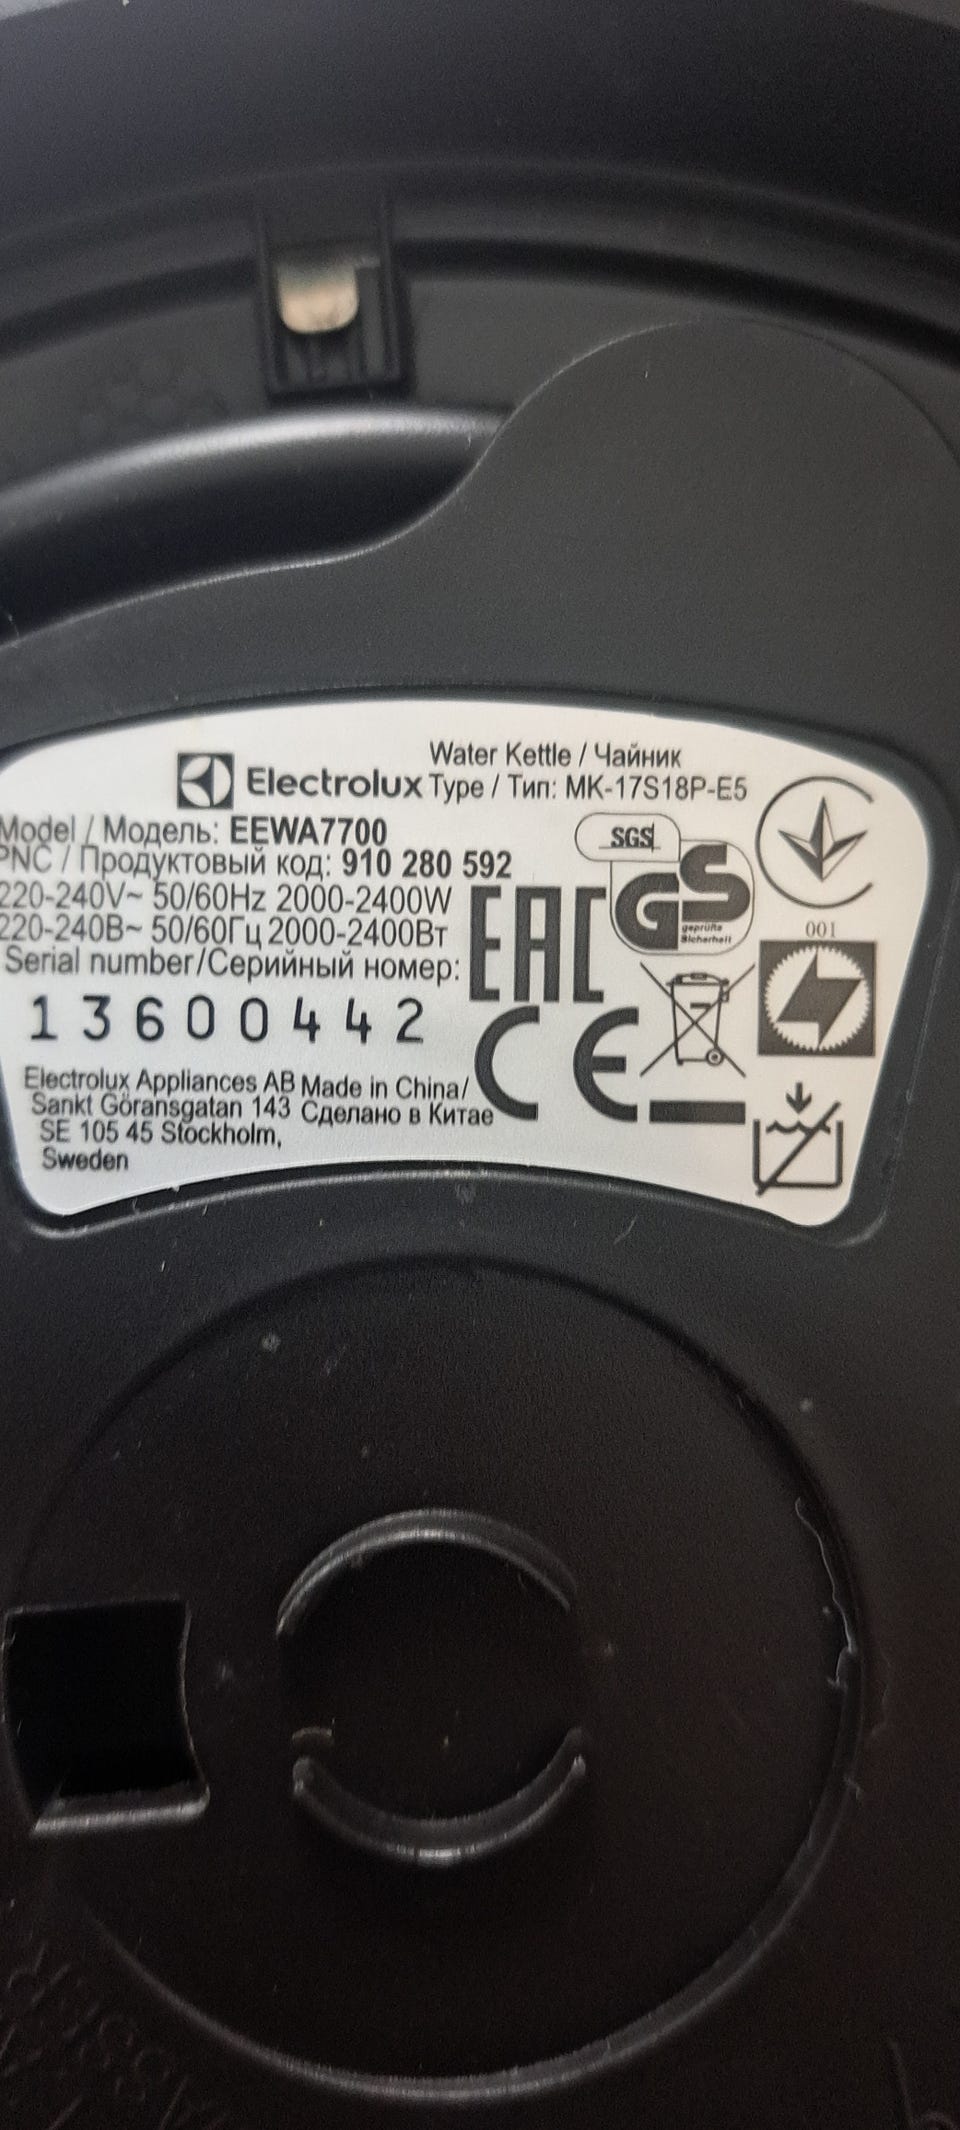 Water Kettle / Чайник
Electrolux Type / Тип: MK-17S18P-E5
Model / Модель: EEWA7700
PNC / Продуктовый код: 910 280 592
220-240V~ 50/60Hz 2000-2400W
220-240В~ 50/60Гц 2000-2400Вт
Serial number/Серийный номер:
13600442
Electrolux Appliances AB Made in China/
Sankt Göransgatan 143 Сделано в Китае
SE 105 45 Stockholm,
Sweden
SGS
GS
geprüfte
Sicherheit
EAC
CE
001